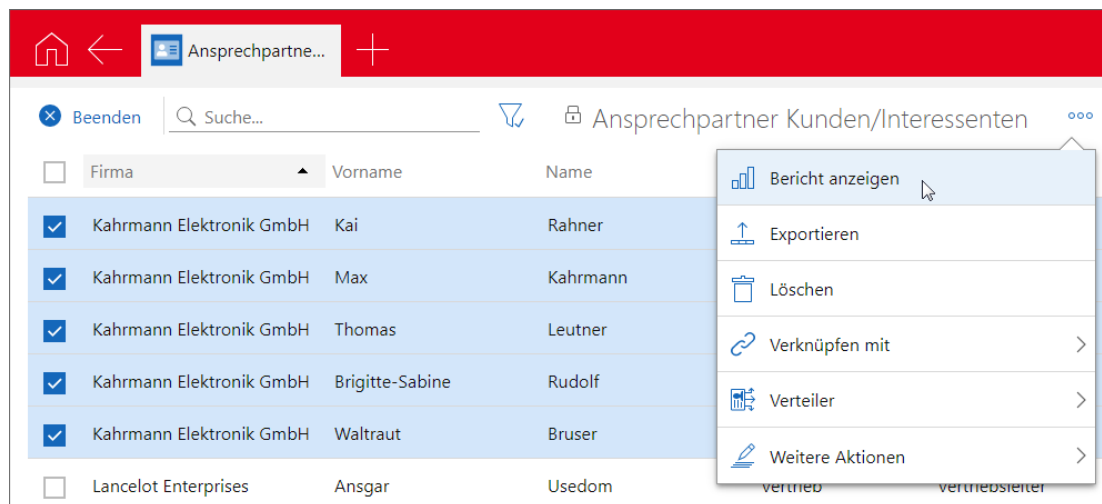 Ansprechpartne...
Beenden Suche... Ansprechpartner Kunden/Interessenten
Firma Vorname Name
Bericht anzeigen
Kahrmann Elektronik GmbH Kai Rahner
Exportieren
Kahrmann Elektronik GmbH Max Kahrmann
Löschen
Kahrmann Elektronik GmbH Thomas Leutner
Verknüpfen mit
Kahrmann Elektronik GmbH Brigitte-Sabine Rudolf
Verteiler
Kahrmann Elektronik GmbH Waltraut Bruser
Weitere Aktionen
Lancelot Enterprises Ansgar Usedom Vertrieb Vertriebsleiter